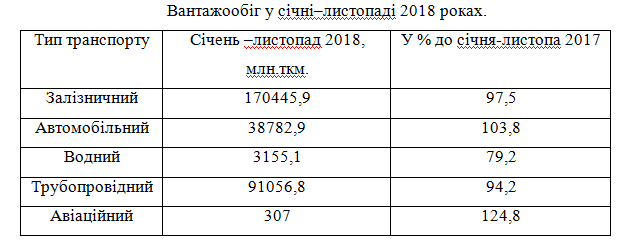 Вантажообіг у січні–листопаді 2018 роках.
Тип транспорту Січень –листопад 2018, У % до січня-листопа 2017
млн.ткм.
Залізничний 170445,9 97,5
Автомобільний 38782,9 103,8
Водний 3155,1 79,2
Трубопровідний 91056,8 94,2
Авіаційний 307 124,8